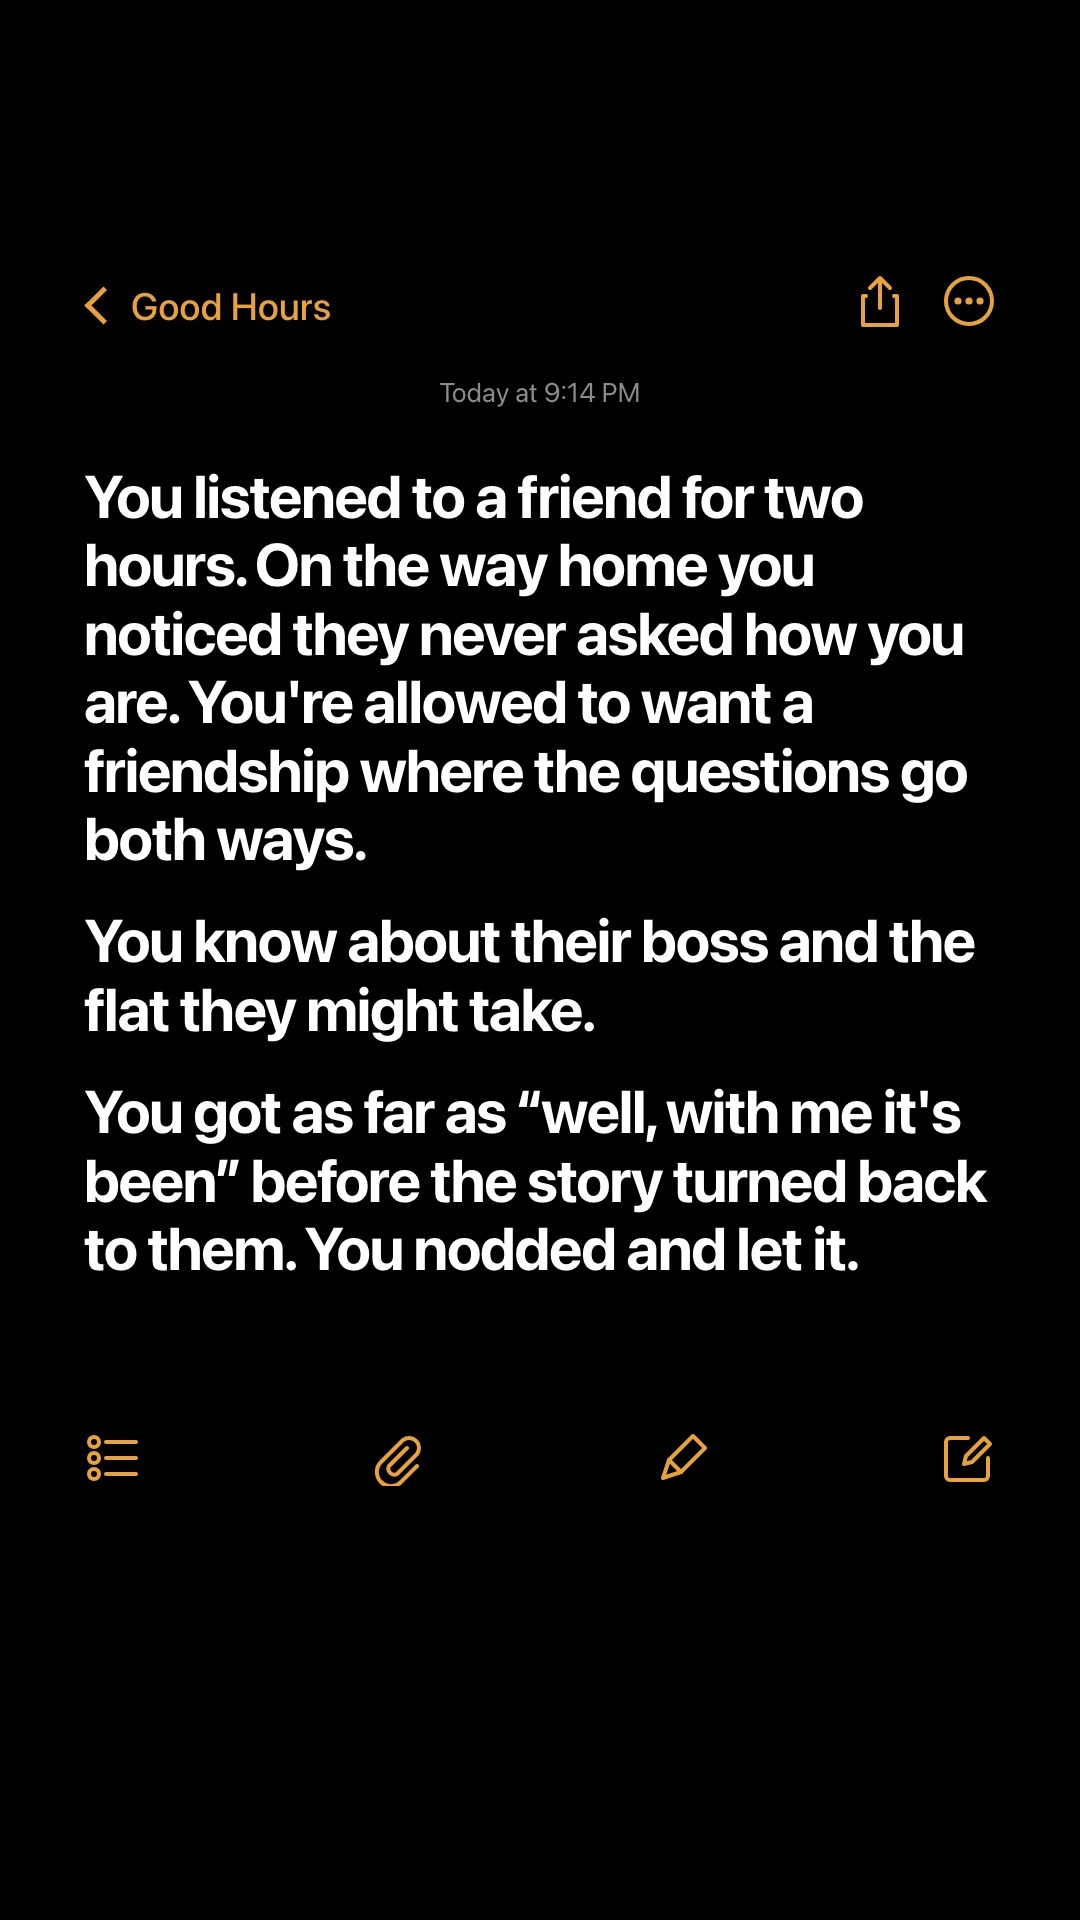 Good Hours
Today at 9:14 PM
You listened to a friend for two
hours. On the way home you
noticed they never asked how you
are. You're allowed to want a
friendship where the questions go
both ways.
You know about their boss and the
flat they might take.
You got as far as “well, with me it's
been” before the story turned back
to them. You nodded and let it.